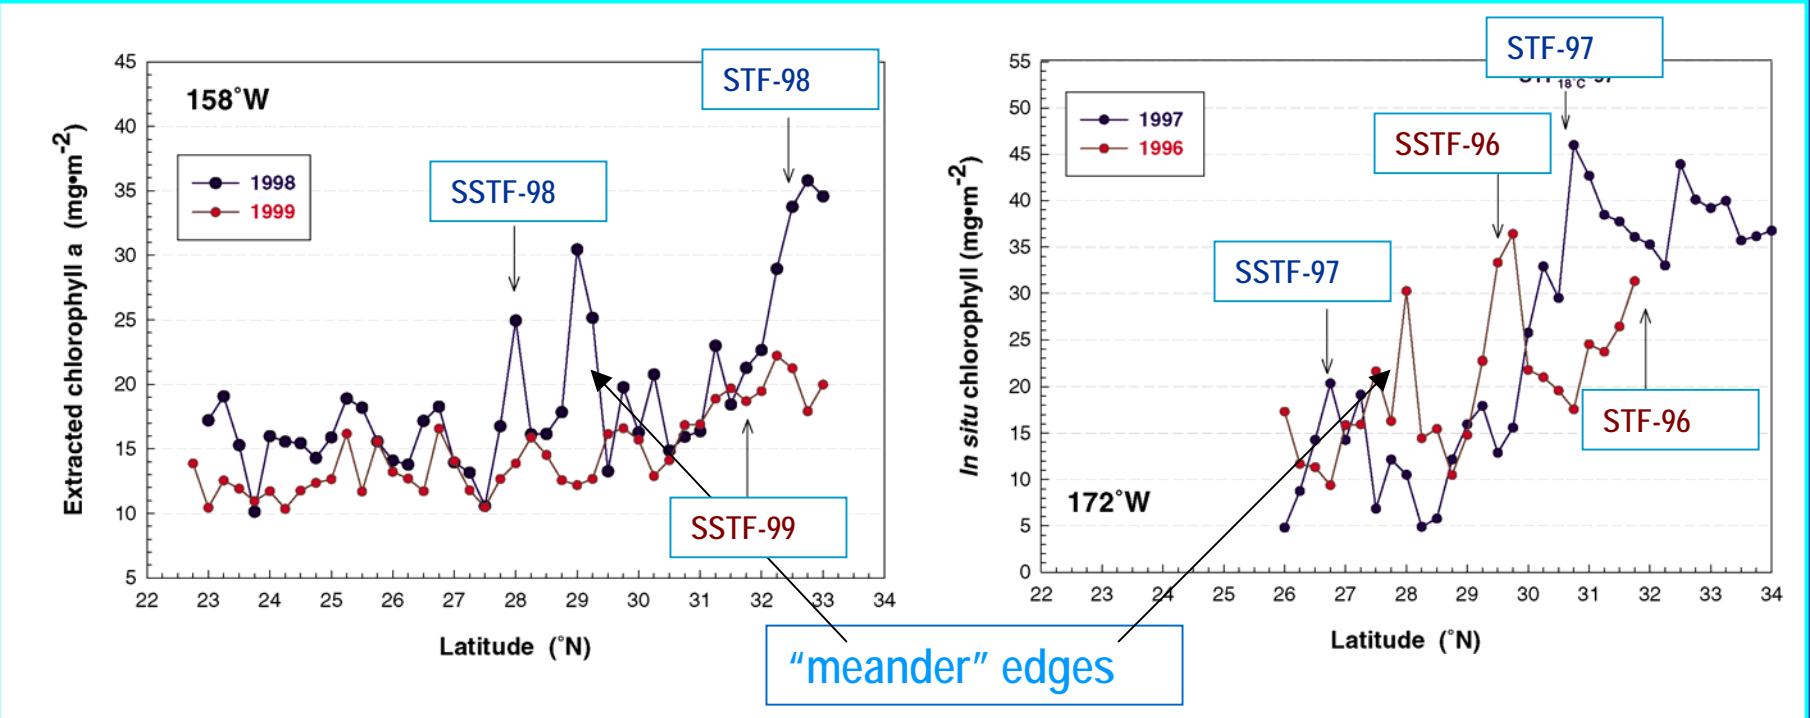 158°W
Extracted chlorophyll a (mg•m-2)
45
40
35
30
25
20
15
10
5
1998
1999
SSTF-98
STF-98
SSTF-99
22 23 24 25 26 27 28 29 30 31 32 33 34
Latitude (°N)
In situ chlorophyll (mg•m-2)
55
50
45
40
35
30
25
20
15
10
5
0
1997
1996
STF-97
18°C
SSTF-96
SSTF-97
STF-96
172°W
22 23 24 25 26 27 28 29 30 31 32 33 34
Latitude (°N)
“meander” edges